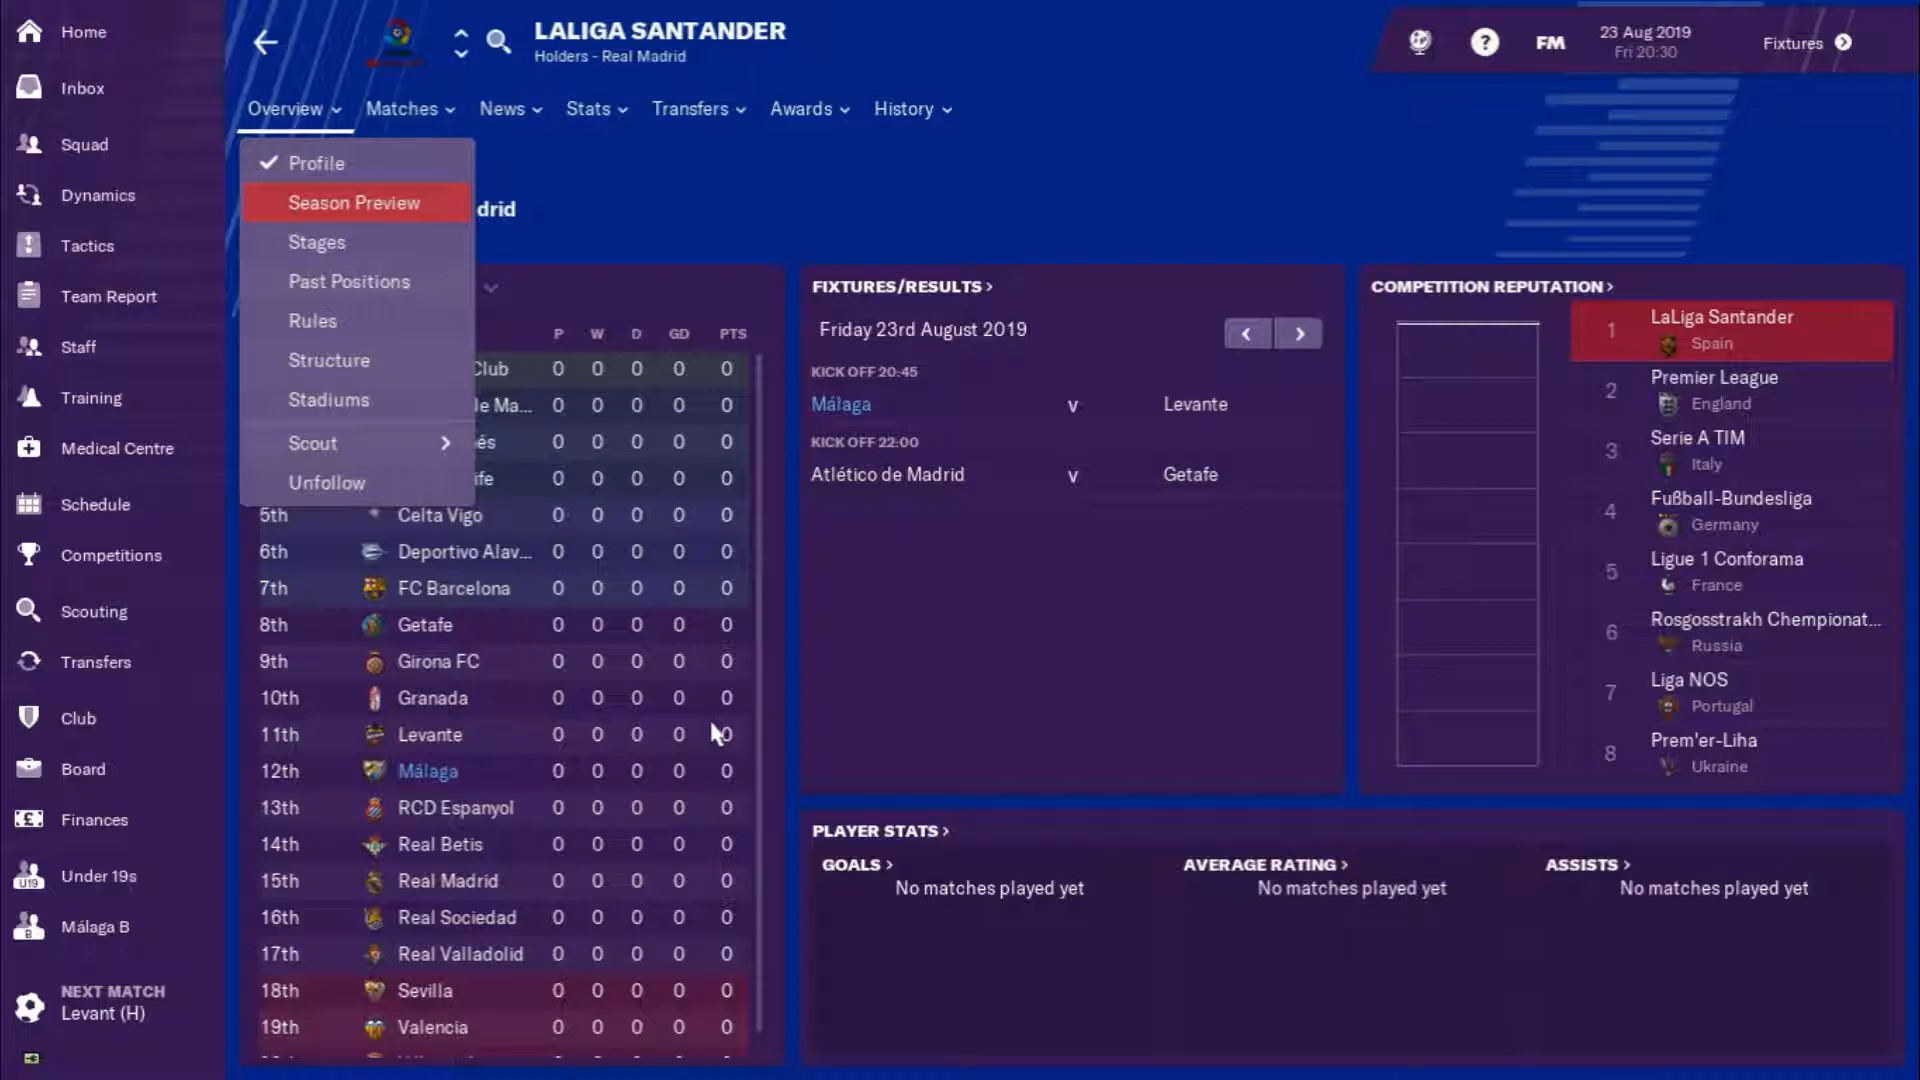 Home
Inbox
Squad
Dynamics
Tactics
Team Report
Staff
Training
Medical Centre
Schedule
Competitions
Scouting
Transfers
Club
Board
Finances
U19
Under 19s
B
Málaga B
NEXT MATCH
Levant (H)
LALIGA SANTANDER
Holders - Real Madrid
?
FM
23 Aug 2019
Fri 20:30
Fixtures
Overview Matches News Stats Transfers Awards History
Profile
Season Preview
Stages
Past Positions
Rules
Structure
Stadiums
Scout
Unfollow
drid
P W D GD PTS
Club 0 0 0 0 0
le Ma... 0 0 0 0 0
és 0 0 0 0 0
ife 0 0 0 0 0
5th Celta Vigo 0 0 0 0 0
6th Deportivo Alav... 0 0 0 0 0
7th FC Barcelona 0 0 0 0 0
8th Getafe 0 0 0 0 0
9th Girona FC 0 0 0 0 0
10th Granada 0 0 0 0 0
11th Levante 0 0 0 0 0
12th Málaga 0 0 0 0 0
13th RCD Espanyol 0 0 0 0 0
14th Real Betis 0 0 0 0 0
15th Real Madrid 0 0 0 0 0
16th Real Sociedad 0 0 0 0 0
17th Real Valladolid 0 0 0 0 0
18th Sevilla 0 0 0 0 0
19th Valencia 0 0 0 0 0
FIXTURES/RESULTS >
Friday 23rd August 2019
KICK OFF 20:45
Málaga v Levante
KICK OFF 22:00
Atlético de Madrid v Getafe
COMPETITION REPUTATION >
1 LaLiga Santander
Spain
2 Premier League
England
3 Serie A TIM
Italy
4 Fußball-Bundesliga
Germany
5 Ligue 1 Conforama
France
6 Rosgosstrakh Chempionat...
Russia
7 Liga NOS
Portugal
8 Prem'er-Liha
Ukraine
PLAYER STATS >
GOALS > AVERAGE RATING > ASSISTS >
No matches played yet No matches played yet No matches played yet